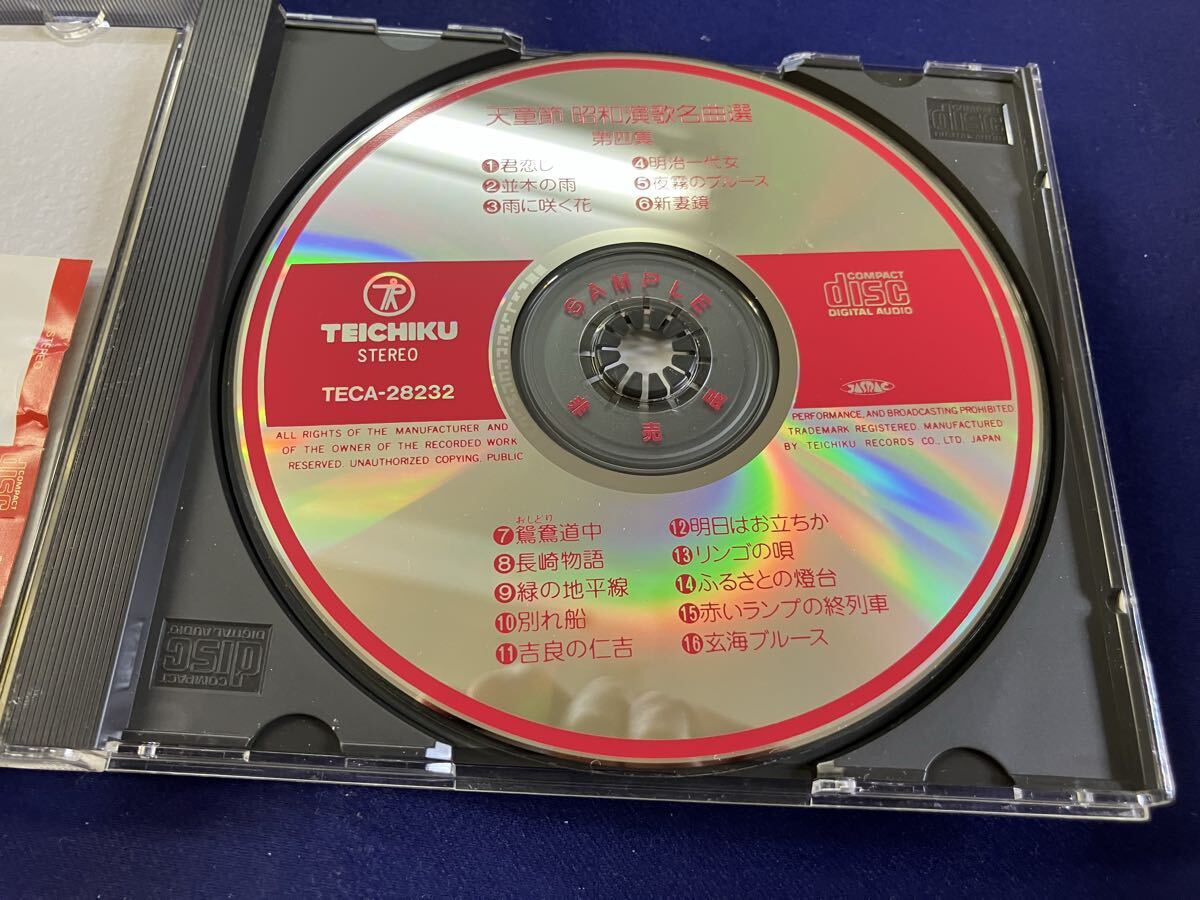 天童節 昭和演歌名曲選
第四集
❶君恋し
❷並木の雨
❸雨に咲く花
❹明治一代女
❺夜霧のブルース
❻新妻鏡
SAMPLE
非売品
TEICHIKU
STEREO
TECA-28232
COMPACT
disc
DIGITAL AUDIO
JASRAC
ALL RIGHTS OF THE MANUFACTURER AND
OF THE OWNER OF THE RECORDED WORK
RESERVED. UNAUTHORIZED COPYING, PUBLIC
PERFORMANCE, AND BROADCASTING PROHIBITED
TRADEMARK REGISTERED. MANUFACTURED
BY TEICHIKU RECORDS CO., LTD. JAPAN
おしどり
❼鴛鴦道中
❽長崎物語
❾緑の地平線
❿別れ船
⓫吉良の仁吉
⓬明日はお立ちか
⓭リンゴの唄
⓮ふるさとの燈台
⓯赤いランプの終列車
⓰玄海ブルース
COMPACT
disc
DIGITAL AUDIO
COMPACT
disc
DIGITAL AUDIO
STEREO
COMPACT
disc